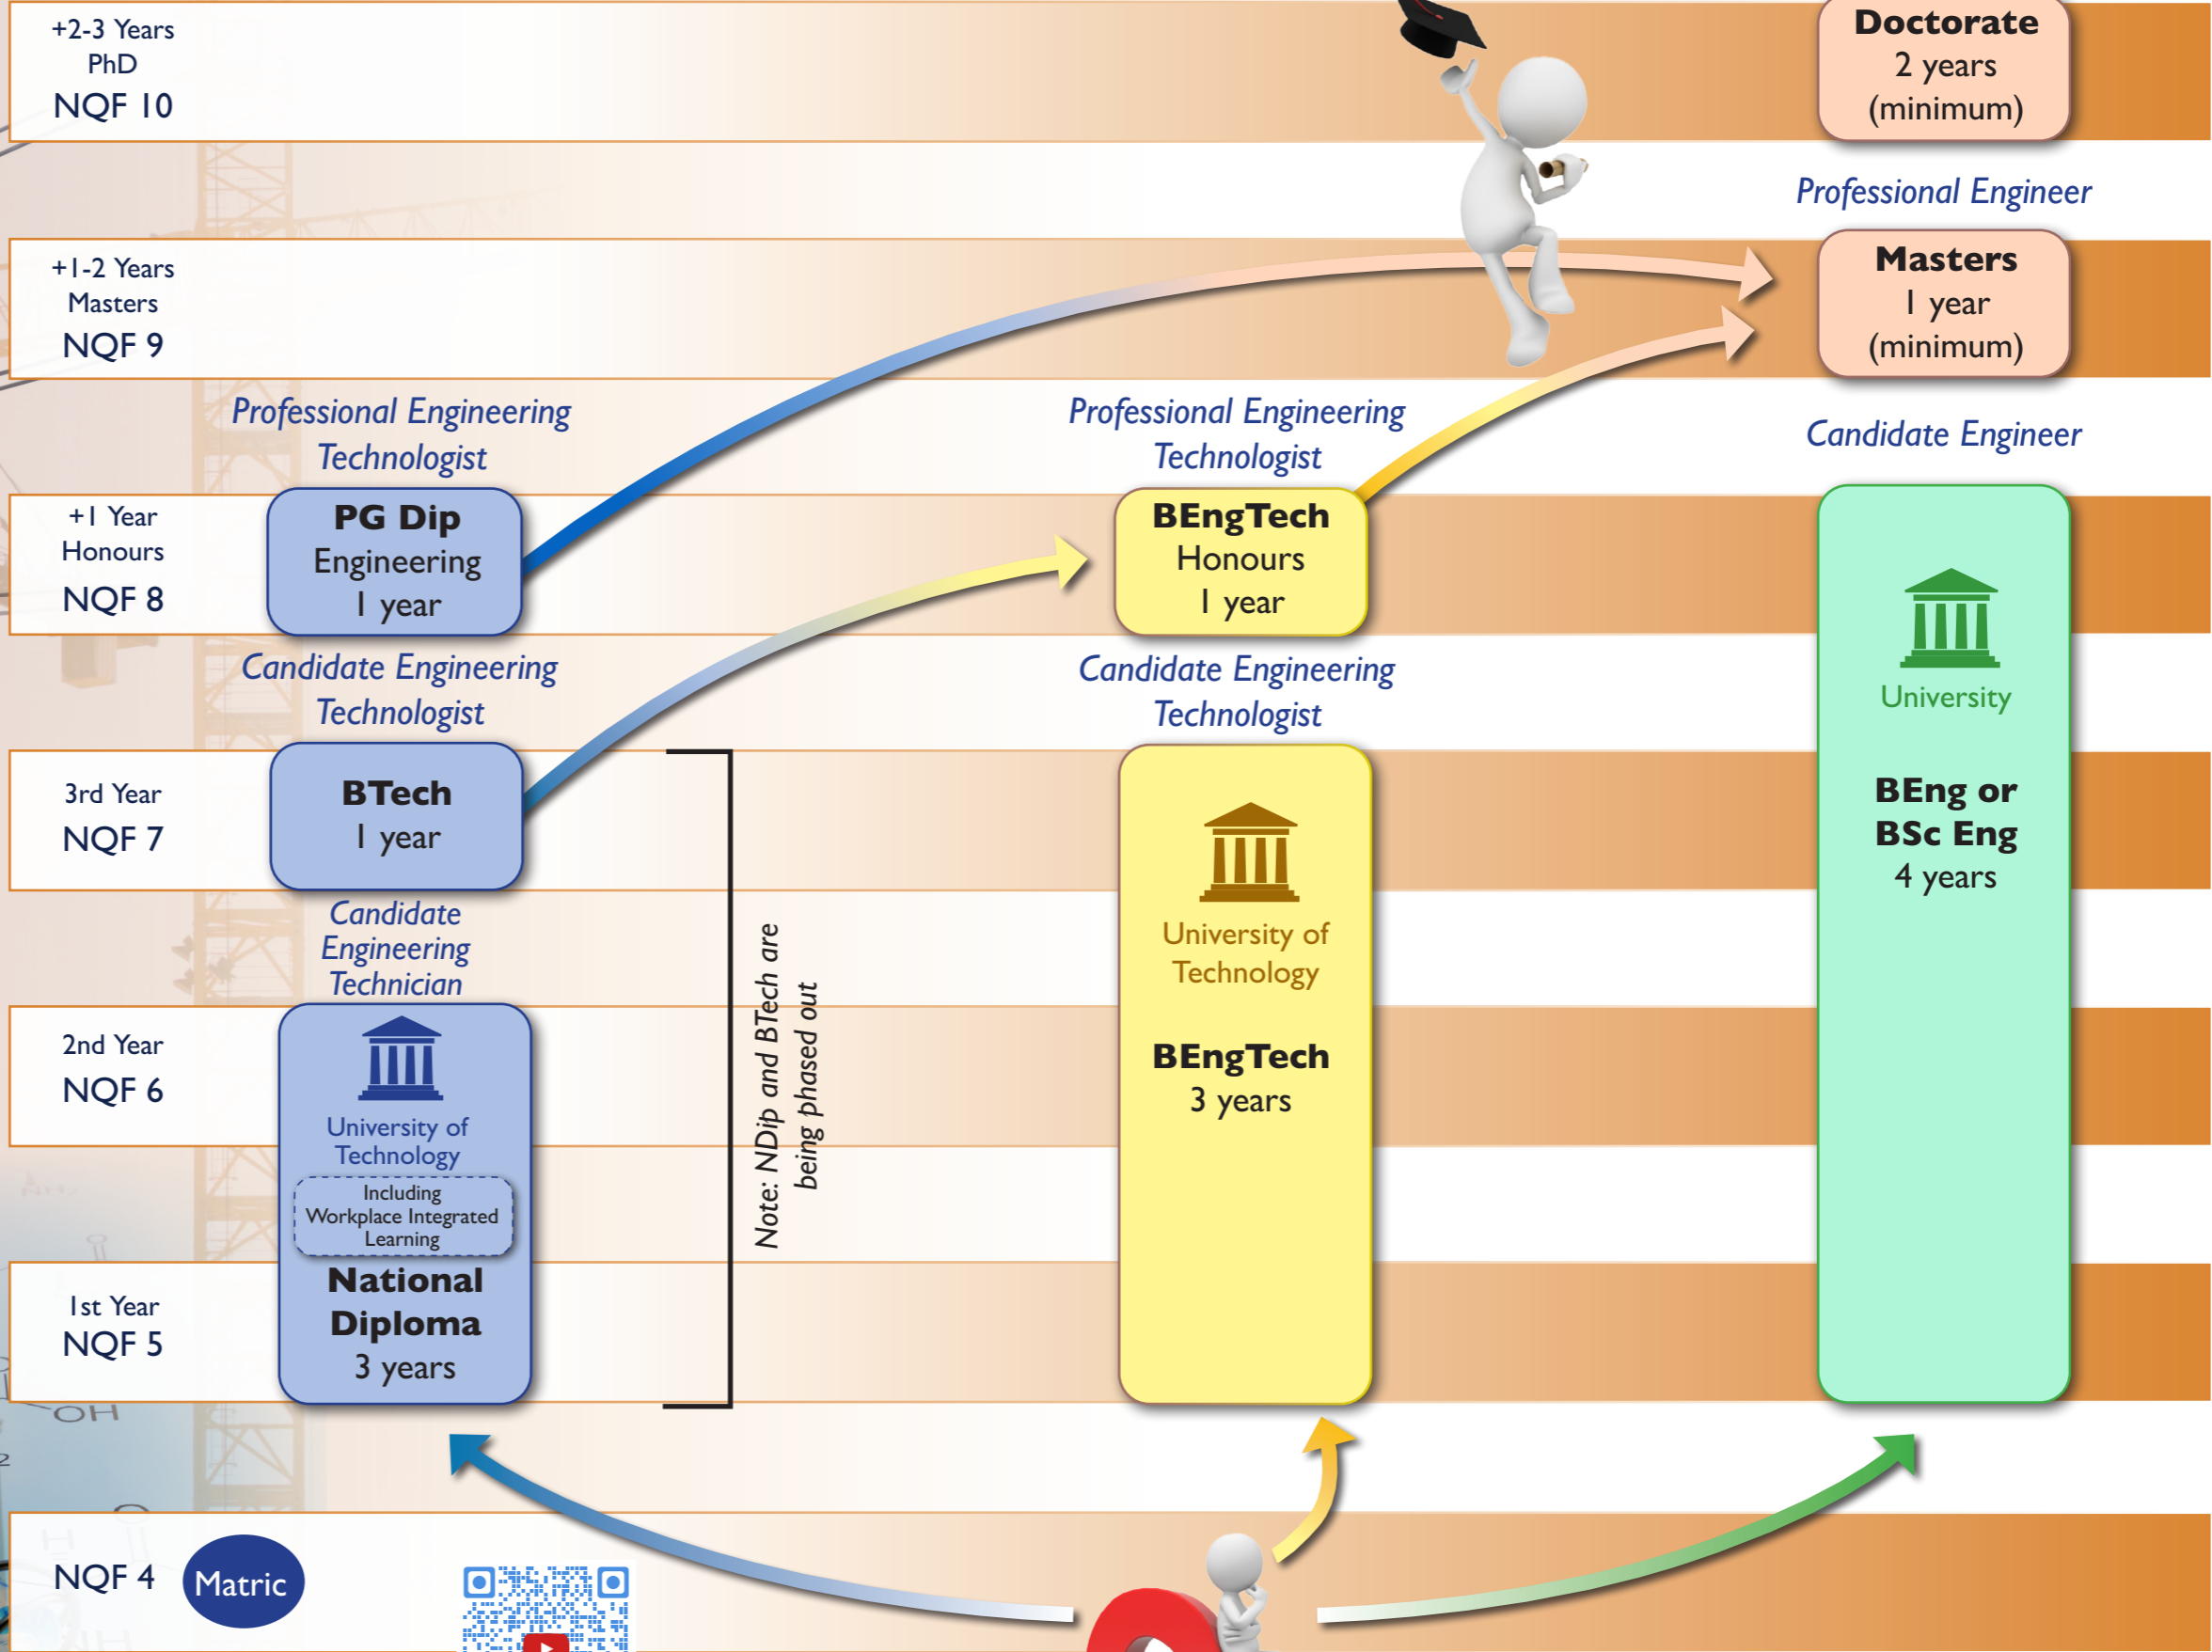 +2-3 Years
PhD
NQF 10
Doctorate
2 years
(minimum)
Professional Engineer
+1-2 Years
Masters
NQF 9
Masters
1 year
(minimum)
Professional Engineering
Technologist
Professional Engineering
Technologist
Candidate Engineer
+1 Year
Honours
NQF 8
PG Dip
Engineering
1 year
BEngTech
Honours
1 year
University
BEng or
BSc Eng
4 years
Candidate Engineering
Technologist
Candidate Engineering
Technologist
3rd Year
NQF 7
BTech
1 year
University of
Technology
BEngTech
3 years
Candidate
Engineering
Technician
Note: NDip and BTech are
being phased out
2nd Year
NQF 6
University of
Technology
Including
Workplace Integrated
Learning
National
Diploma
3 years
1st Year
NQF 5
OH
NQF 4
Matric